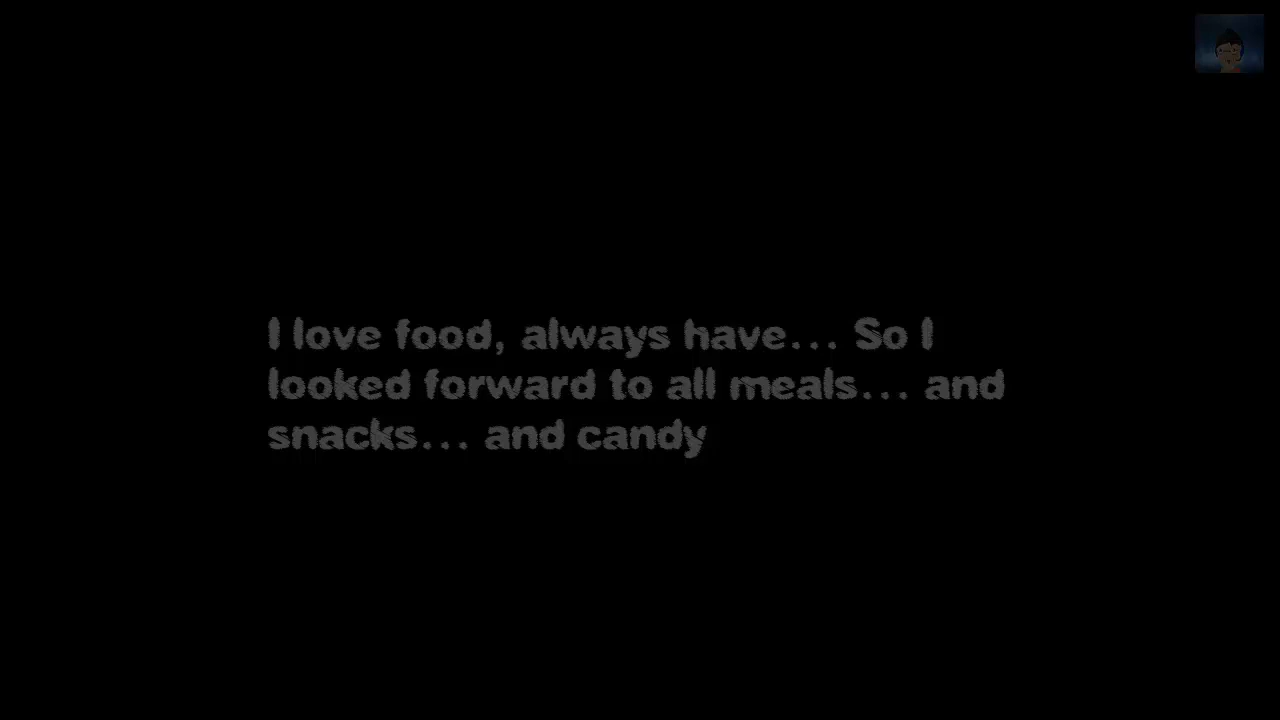 I love food, always have... So I
looked forward to all meals... and
snacks... and candy